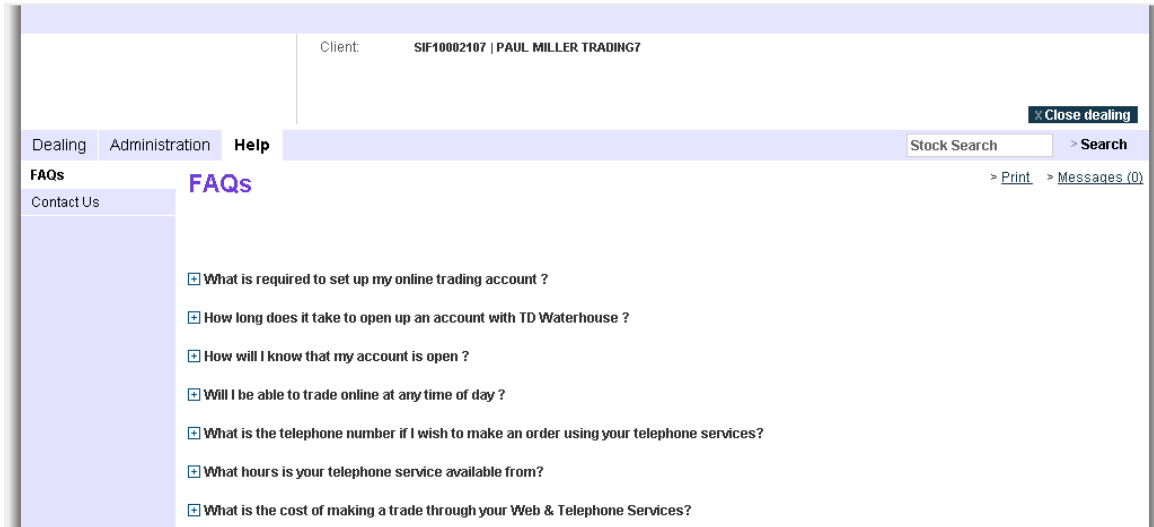 Client: SIF10002107 | PAUL MILLER TRADING7
X Close dealing
Dealing Administration Help Stock Search > Search
FAQs
Contact Us
FAQs
> Print > Messages (0)
What is required to set up my online trading account ?
How long does it take to open up an account with TD Waterhouse ?
How will I know that my account is open ?
Will I be able to trade online at any time of day ?
What is the telephone number if I wish to make an order using your telephone services?
What hours is your telephone service available from?
What is the cost of making a trade through your Web & Telephone Services?